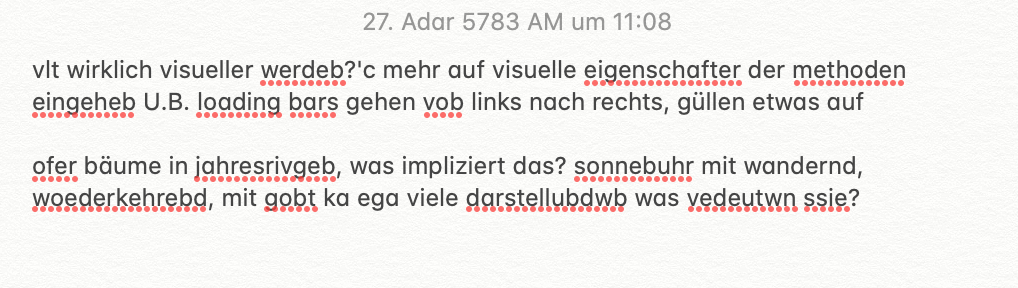 27. Adar 5783 AM um 11:08
vlt wirklich visueller werdeb?'c mehr auf visuelle eigenschafter der methoden
eingeheb U.B. loading bars gehen vob links nach rechts, güllen etwas auf
ofer bäume in jahresrivgeb, was impliziert das? sonnebuhr mit wandernd,
woederkehrebd, mit gobt ka ega viele darstellubdwb was vedeutwn ssie?